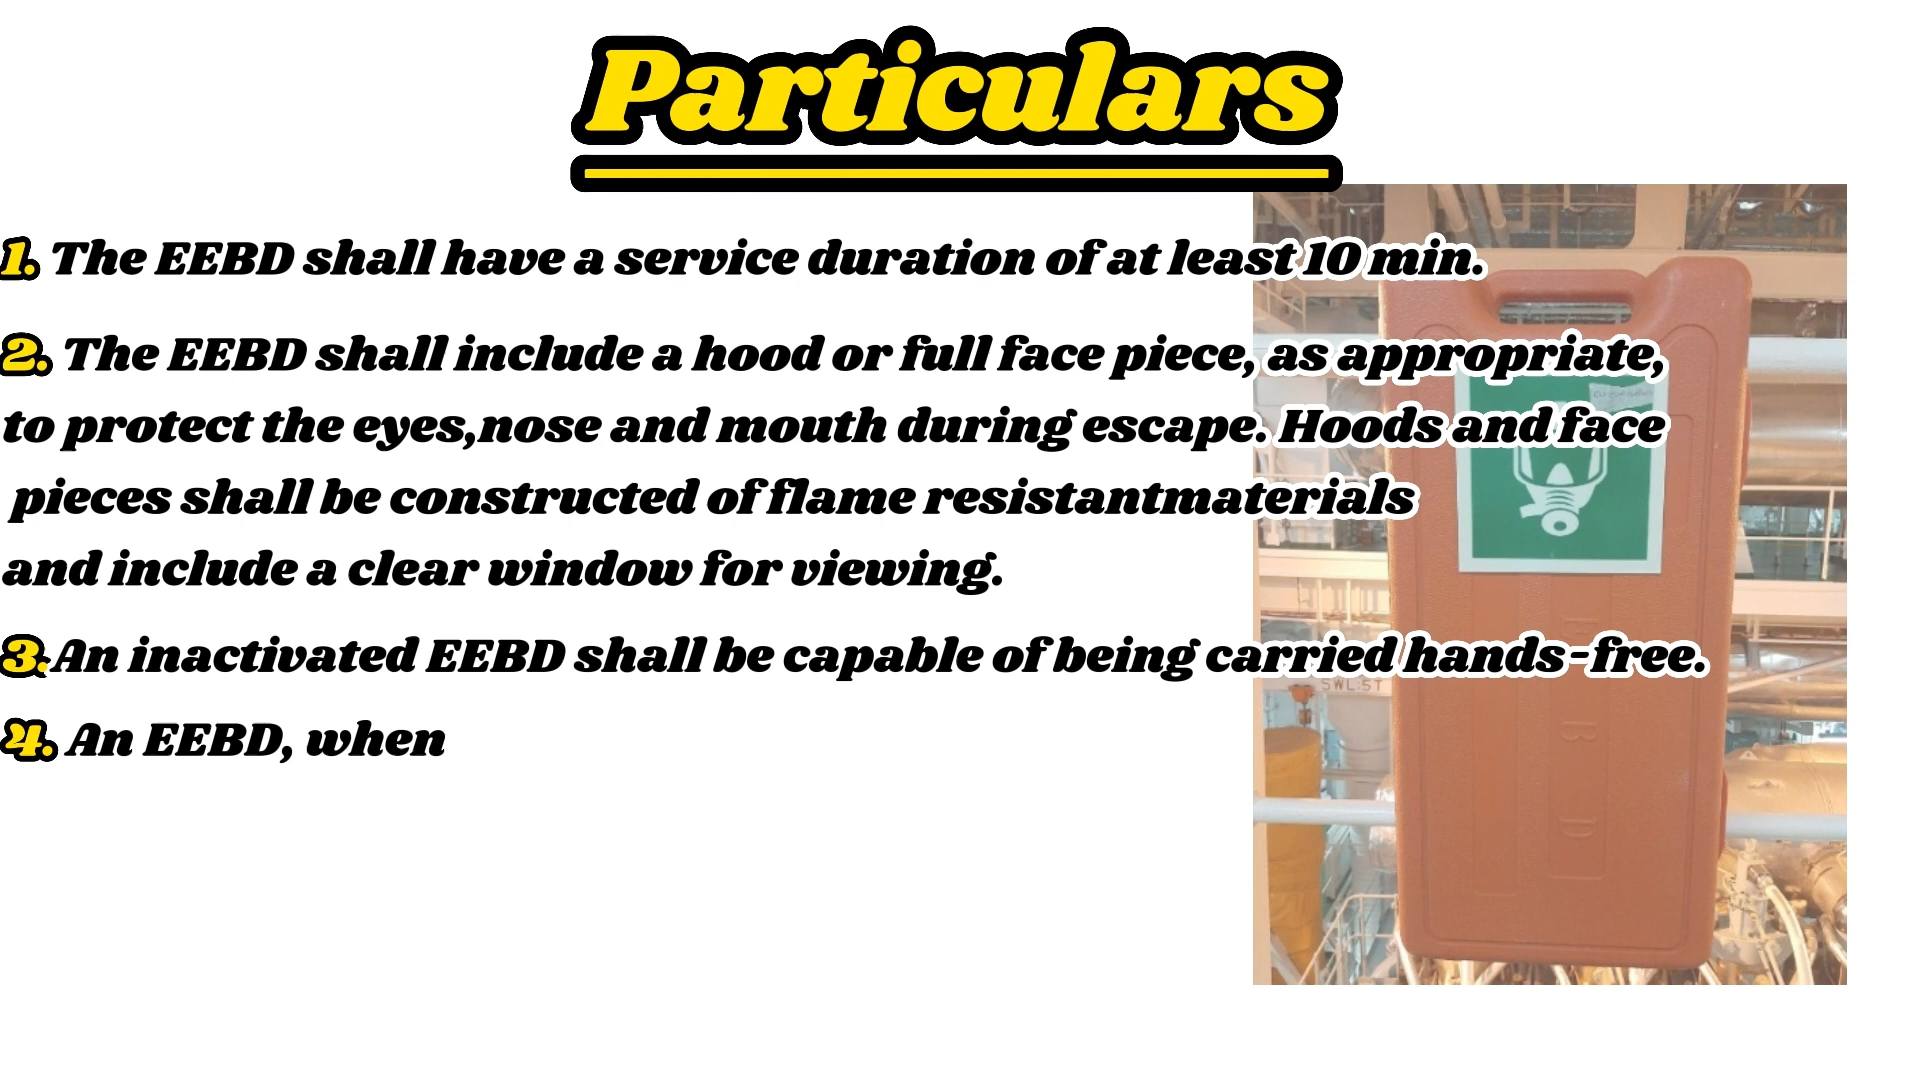 Particulars
1. The EEBD shall have a service duration of at least 10 min.
2. The EEBD shall include a hood or full face piece, as appropriate,
to protect the eyes,nose and mouth during escape. Hoods and face
pieces shall be constructed of flame resistantmaterials
and include a clear window for viewing.
3.An inactivated EEBD shall be capable of being carried hands-free.
SWL:5T
4. An EEBD, when
B
D